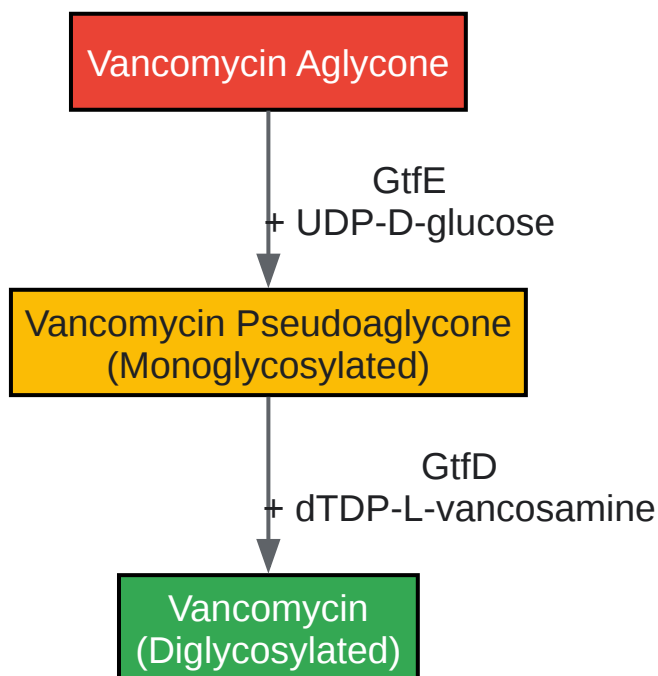 Vancomycin Aglycone
GtfE
+ UDP-D-glucose
Vancomycin Pseudoaglycone
(Monoglycosylated)
GtfD
+ dTDP-L-vancosamine
Vancomycin
(Diglycosylated)